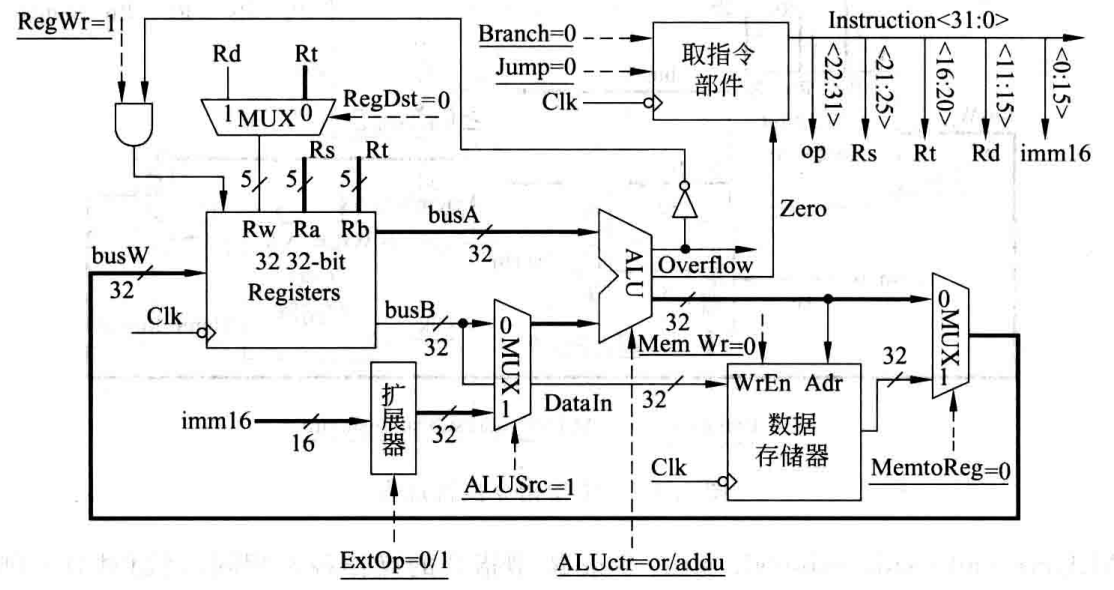 RegWr=1
Rd
Rt
1 MUX 0
RegDst=0
Branch=0
Jump=0
Clk
取指令
部件
Instruction<31:0>
<22:31>
<21:25>
<16:20>
<11:15>
<0:15>
op
Rs
Rt
Rd
imm16
Rs
Rt
5
5
5
Rw
Ra
Rb
32 32-bit
Registers
busW
32
Clk
busA
32
busB
32
0
MUX
1
ALU
Zero
Overflow
32
Mem Wr=0
WrEn
Adr
数据
存储器
Clk
32
0
MUX
1
MemtoReg=0
imm16
16
扩展器
32
DataIn
32
ALUSrc=1
ExtOp=0/1
ALUctr=or/addu